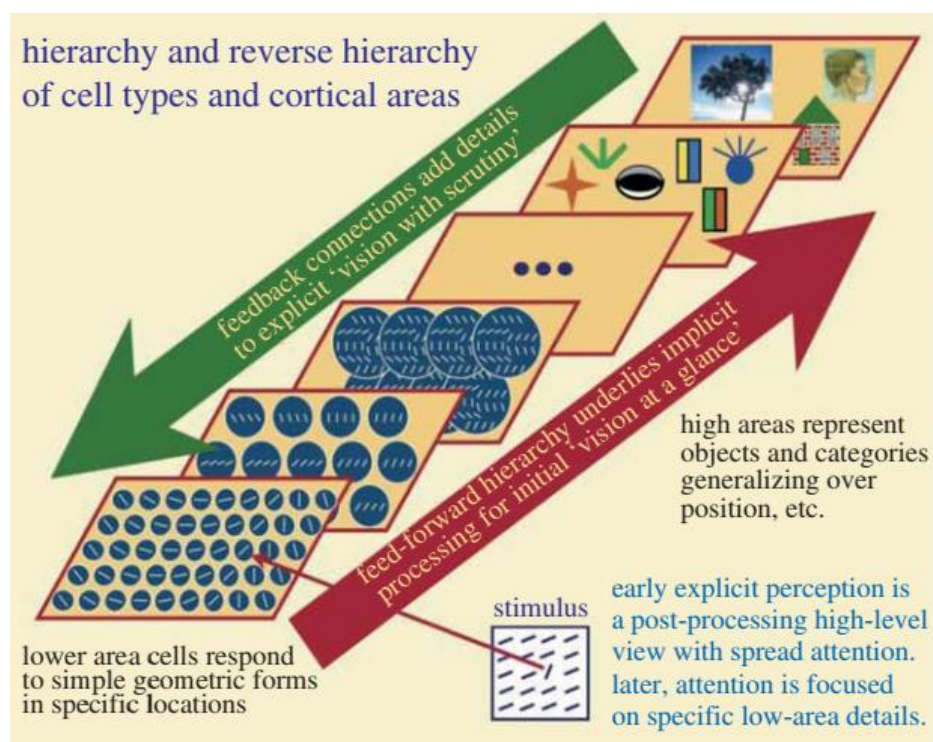 hierarchy and reverse hierarchy
of cell types and cortical areas
feedback connections add details
to explicit ‘vision with scrutiny’
feed-forward hierarchy underlies implicit
processing for initial ‘vision at a glance’
high areas represent
objects and categories
generalizing over
position, etc.
stimulus
early explicit perception is
a post-processing high-level
view with spread attention.
later, attention is focused
on specific low-area details.
lower area cells respond
to simple geometric forms
in specific locations